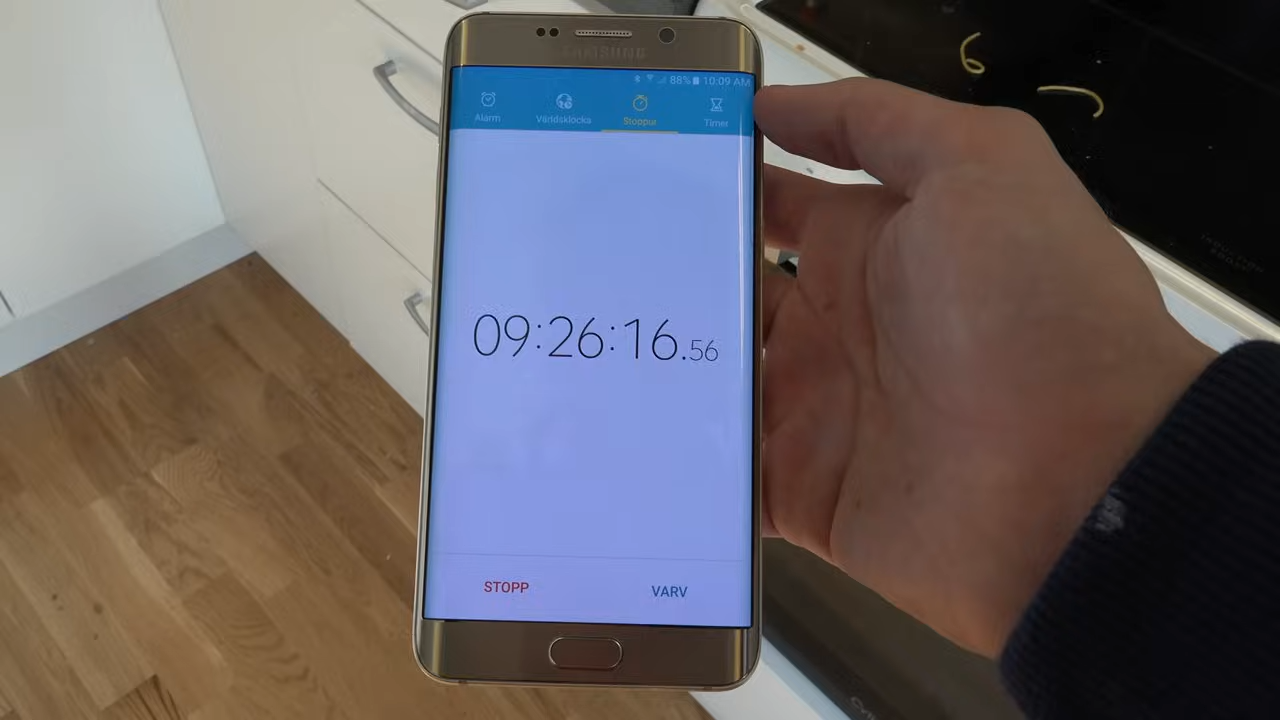 SAMSUNG
88% 10:09 AM
Alarm Världsklocka Stoppur Timer
09:26:16.56
STOPP VARV